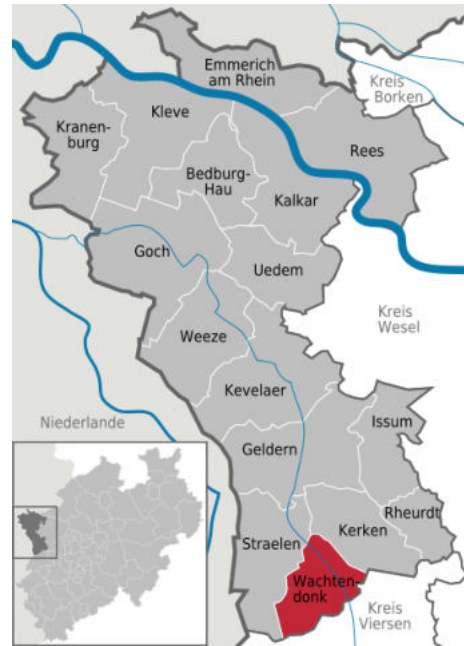 Emmerich
am Rhein
Kreis
Borken
Kleve
Kranen-
burg
Rees
Bedburg-
Hau
Kalkar
Goch
Uedem
Kreis
Wesel
Weeze
Kevelaer
Niederlande
Issum
Geldern
Rheurdt
Kerken
Straelen
Wachten-
donk
Kreis
Viersen